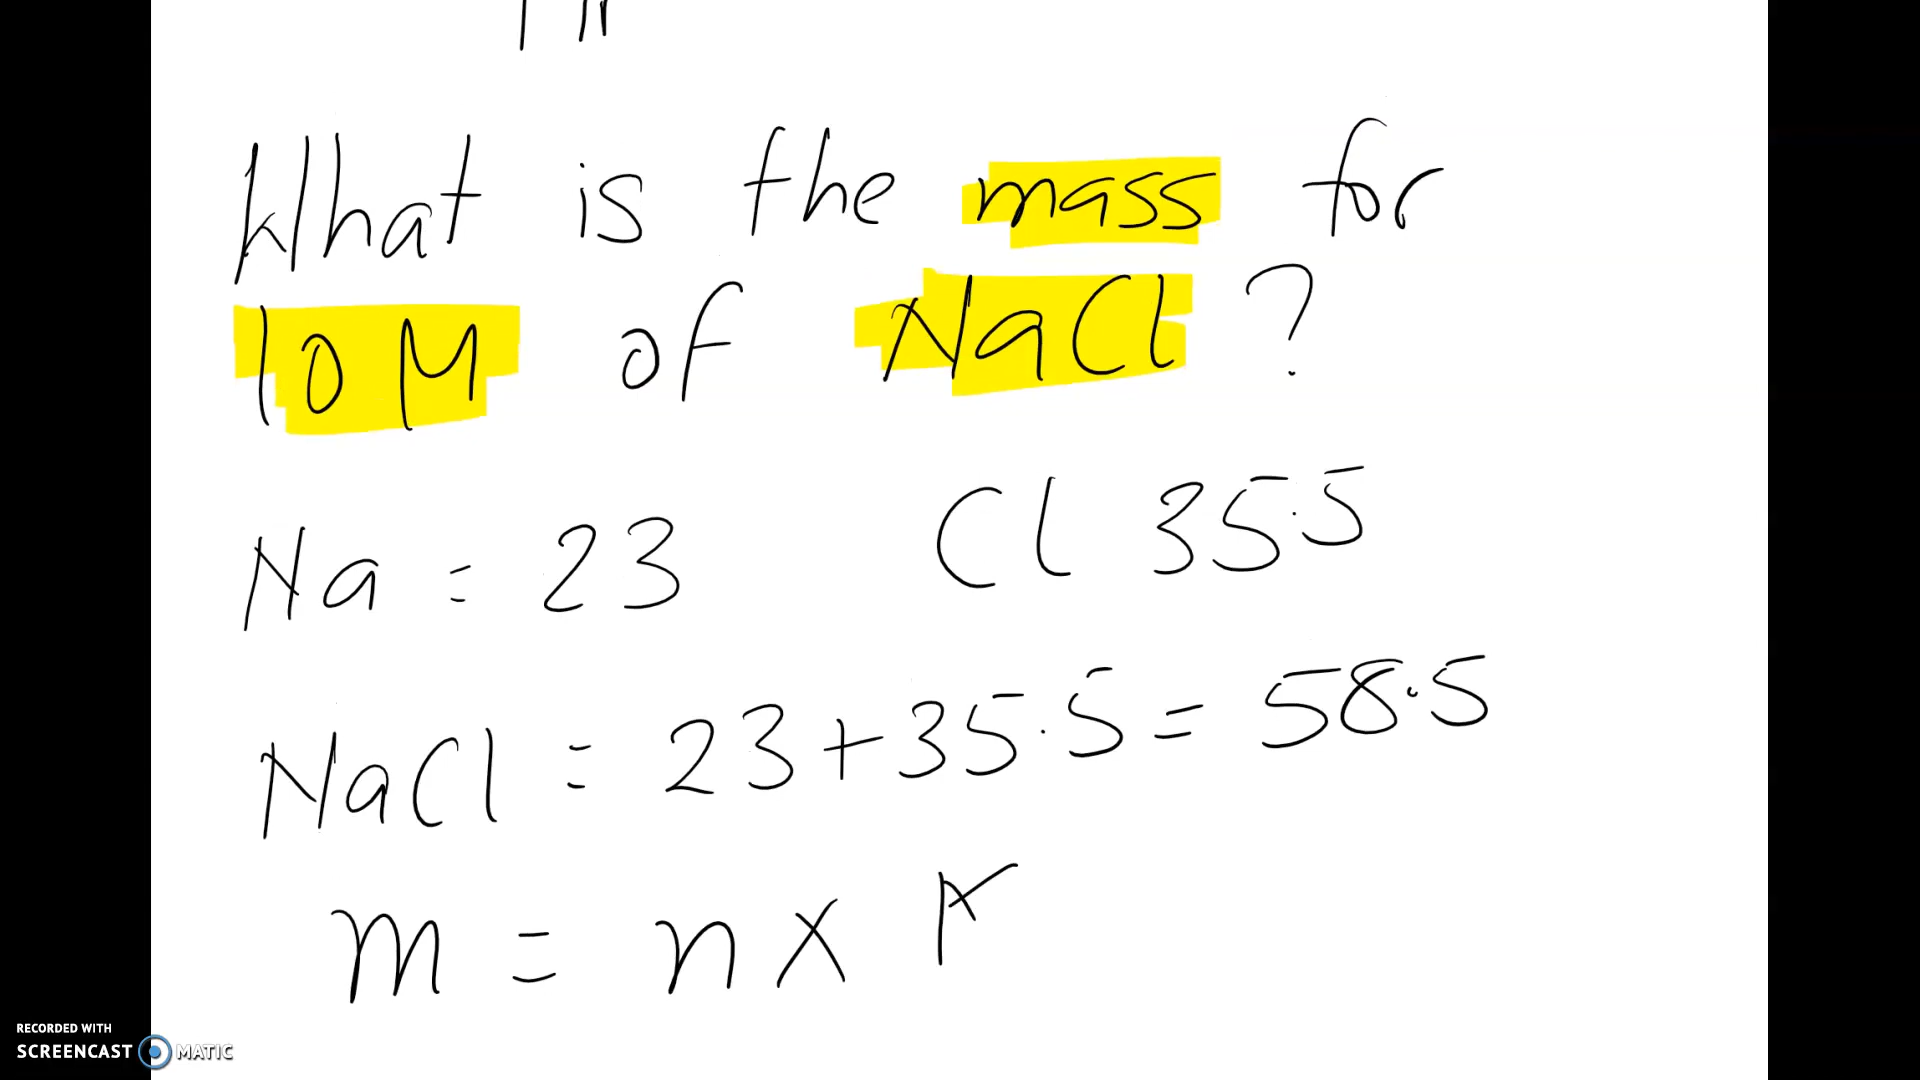 What is the mass for
10 M of NaCl ?
Na = 23 Cl 35.5
NaCl = 23+35.5= 58.5
m = n x
RECORDED WITH
SCREENCAST MATIC